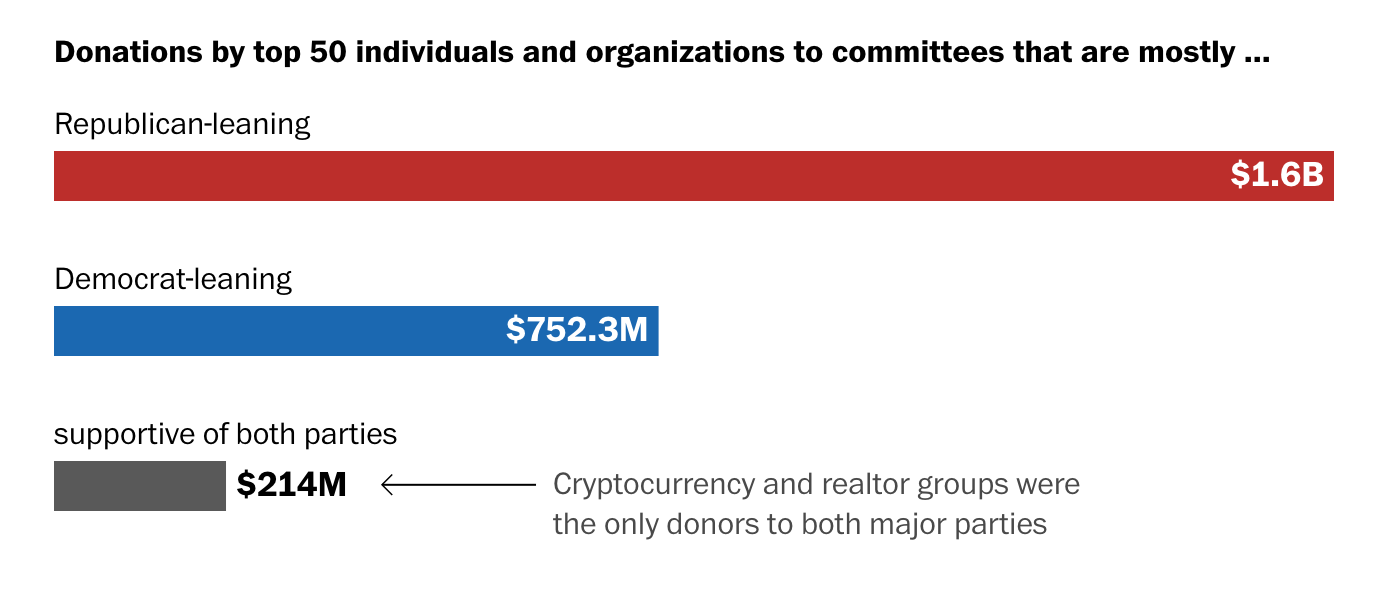 Donations by top 50 individuals and organizations to committees that are mostly ...
Republican-leaning
$1.6B
Democrat-leaning
$752.3M
supportive of both parties
$214M
Cryptocurrency and realtor groups were
the only donors to both major parties